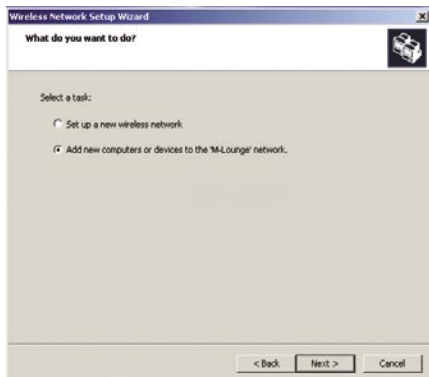 Wireless Network Setup Wizard
What do you want to do?
Select a task:
Set up a new wireless network
Add new computers or devices to the 'M-Lounge' network.
< Back Next > Cancel